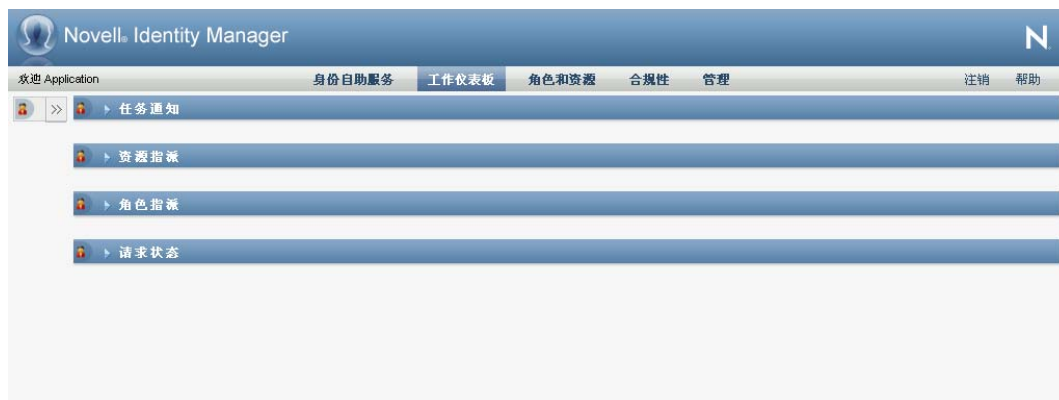 Novell® Identity Manager
N
欢迎 Application 身份自助服务 工作仪表板 角色和资源 合规性 管理 注销 帮助
任务通知
资源指派
角色指派
请求状态